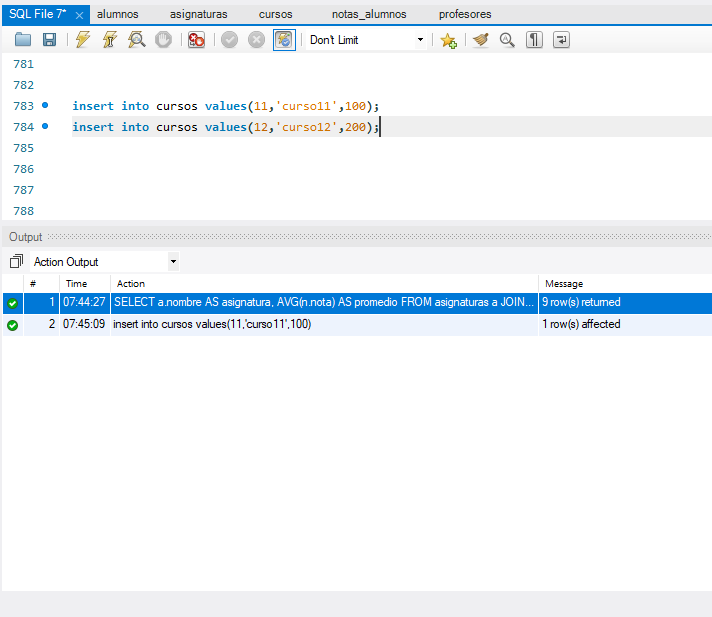 SQL File 7* alumnos asignaturas cursos notas_alumnos profesores
Don't Limit
781
782
783 insert into cursos values(11,'curso11',100);
784 insert into cursos values(12,'curso12',200);
785
786
787
788
Output
Action Output
# Time Action Message
1 07:44:27 SELECT a.nombre AS asignatura, AVG(n.nota) AS promedio FROM asignaturas a JOIN... 9 row(s) returned
2 07:45:09 insert into cursos values(11,'curso11',100) 1 row(s) affected